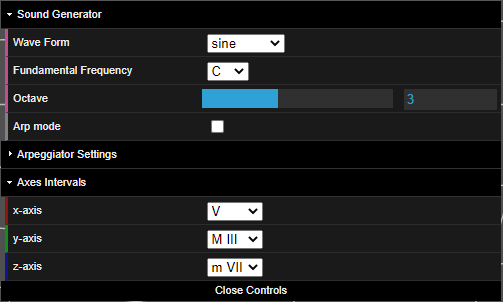 Sound Generator
Wave Form sine
Fundamental Frequency C
Octave 3
Arp mode
Arpeggiator Settings
Axes Intervals
x-axis V
y-axis M III
z-axis m VII
Close Controls